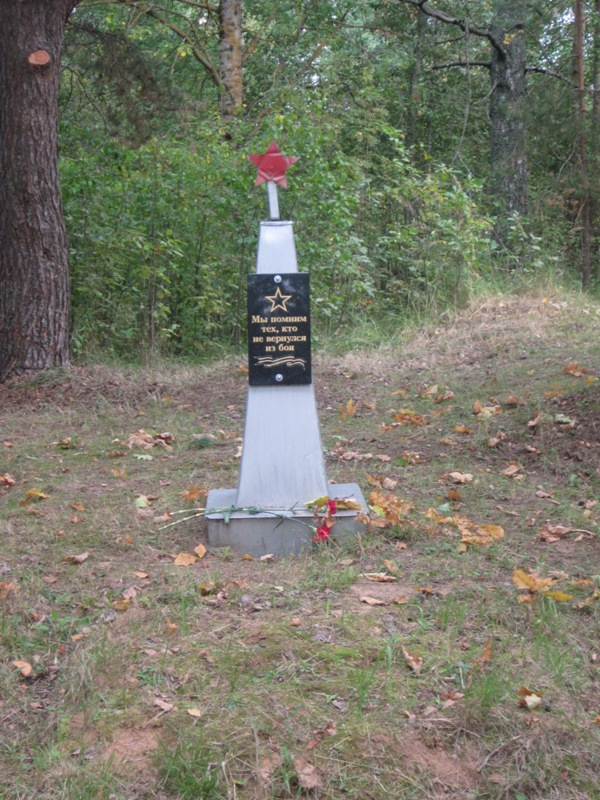 Мы помним
тех, кто
не вернулся
из боя